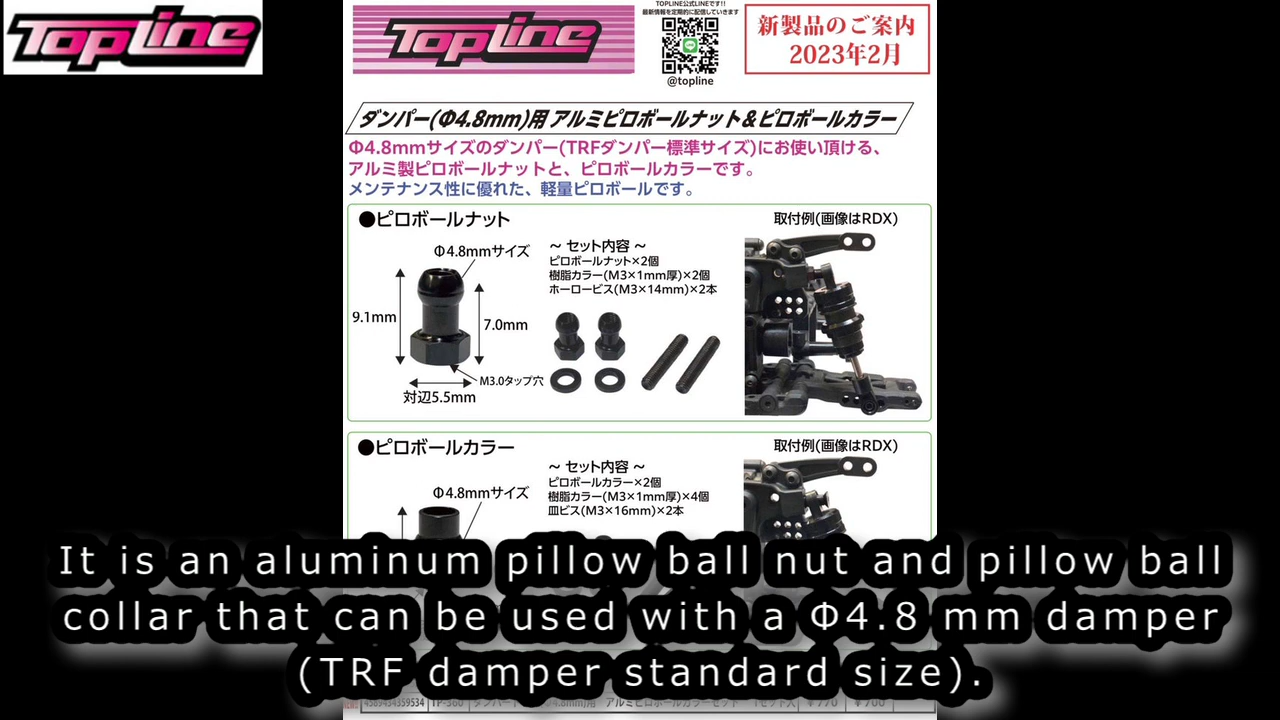 TopLine
TopLine
TOPLINE公式LINEです!!
最新情報を定期的に配信していきます
@topline
新製品のご案内
2023年2月
ダンパー(Φ4.8mm)用 アルミピロボールナット＆ピロボールカラー
Φ4.8mmサイズのダンパー(TRFダンパー標準サイズ)にお使い頂ける、
アルミ製ピロボールナットと、ピロボールカラーです。
メンテナンス性に優れた、軽量ピロボールです。
●ピロボールナット
取付例(画像はRDX)
Φ4.8mmサイズ
～ セット内容 ～
ピロボールナット×2個
樹脂カラー(M3×1mm厚)×2個
ホーロービス(M3×14mm)×2本
9.1mm
7.0mm
M3.0タップ穴
対辺5.5mm
●ピロボールカラー
取付例(画像はRDX)
Φ4.8mmサイズ
～ セット内容 ～
ピロボールカラー×2個
樹脂カラー(M3×1mm厚)×4個
皿ビス(M3×16mm)×2本
It is an aluminum pillow ball nut and pillow ball
collar that can be used with a Φ4.8 mm damper
(TRF damper standard size).
4589434359534 TP-360